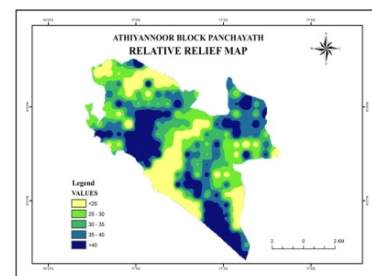 ATHIYANNOOR BLOCK PANCHAYATH
RELATIVE RELIEF MAP
Legend
VALUES
<25
25 - 30
30 - 35
35 - 40
>40
2 0 2 KM